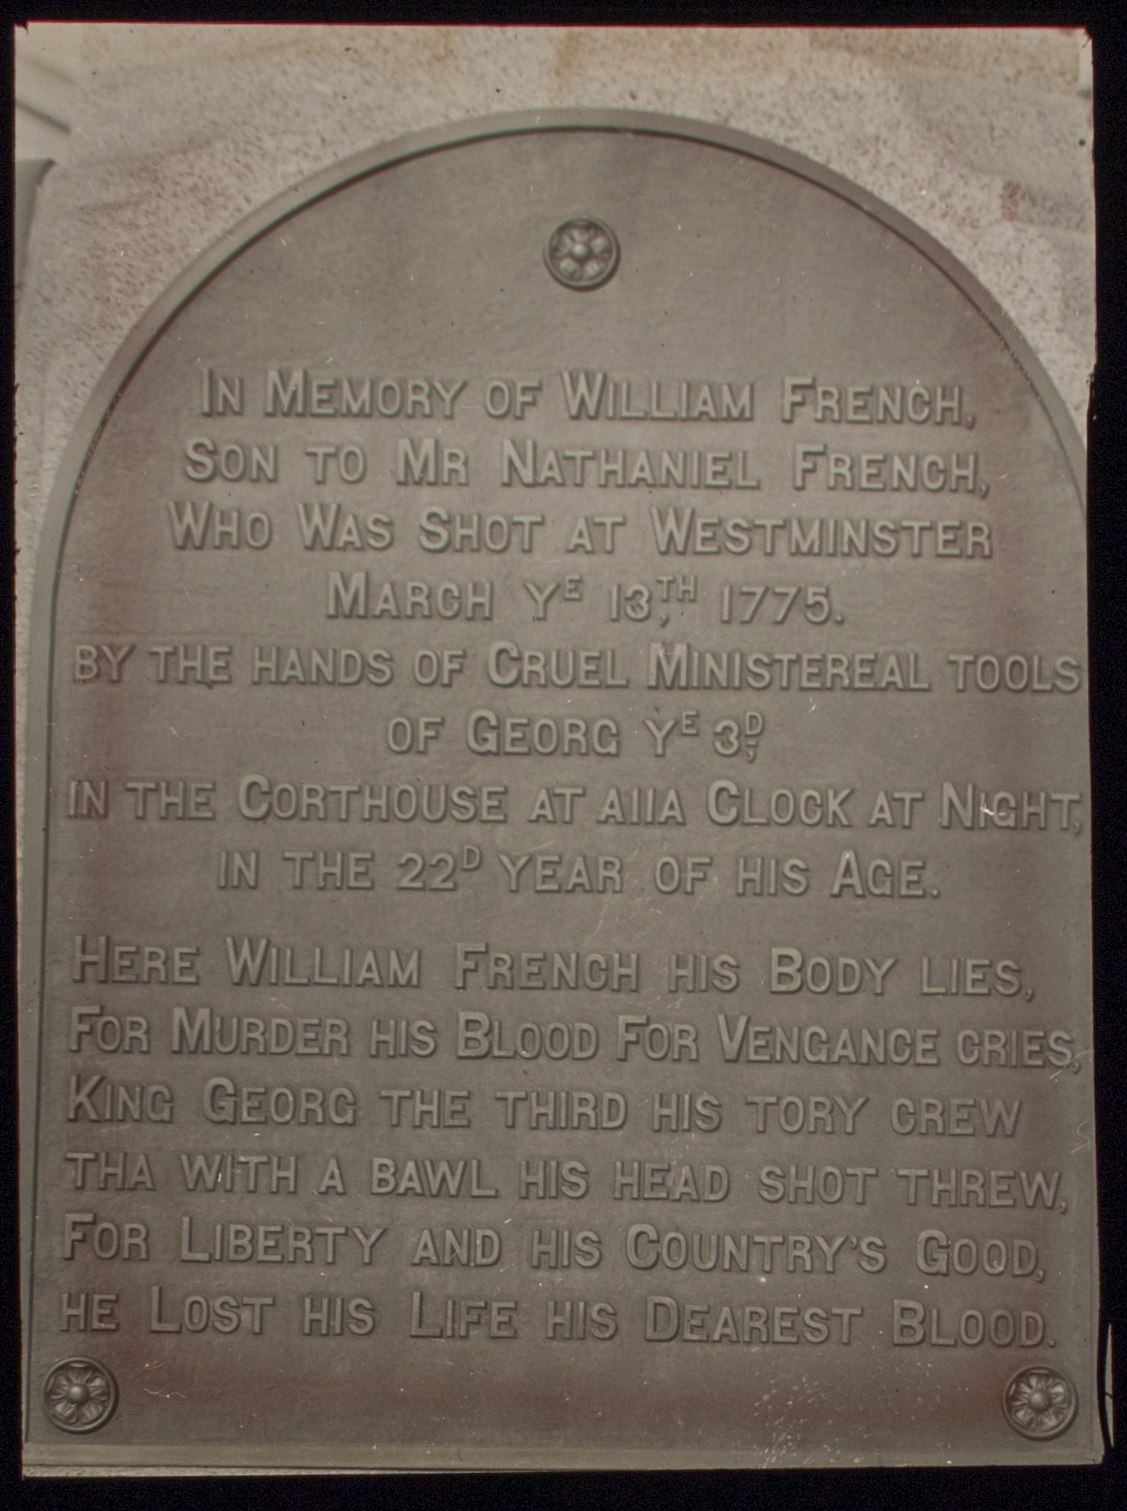 In Memory of William French,
Son to Mr Nathaniel French,
Who Was Shot at Westminster
March Ye 13,th 1775.
by the hands of Cruel Ministereal tools
of Georg Ye 3d;
in the Corthouse at a 11 a Clock at Night,
in the 22d year of his Age.
Here William French his Body lies,
For Murder his Blood For Vengance cries,
King Georg the third his tory crew
tha with a bawl his head shot threw,
For Liberty and his Country's Good,
he Lost his Life his Dearest Blood.